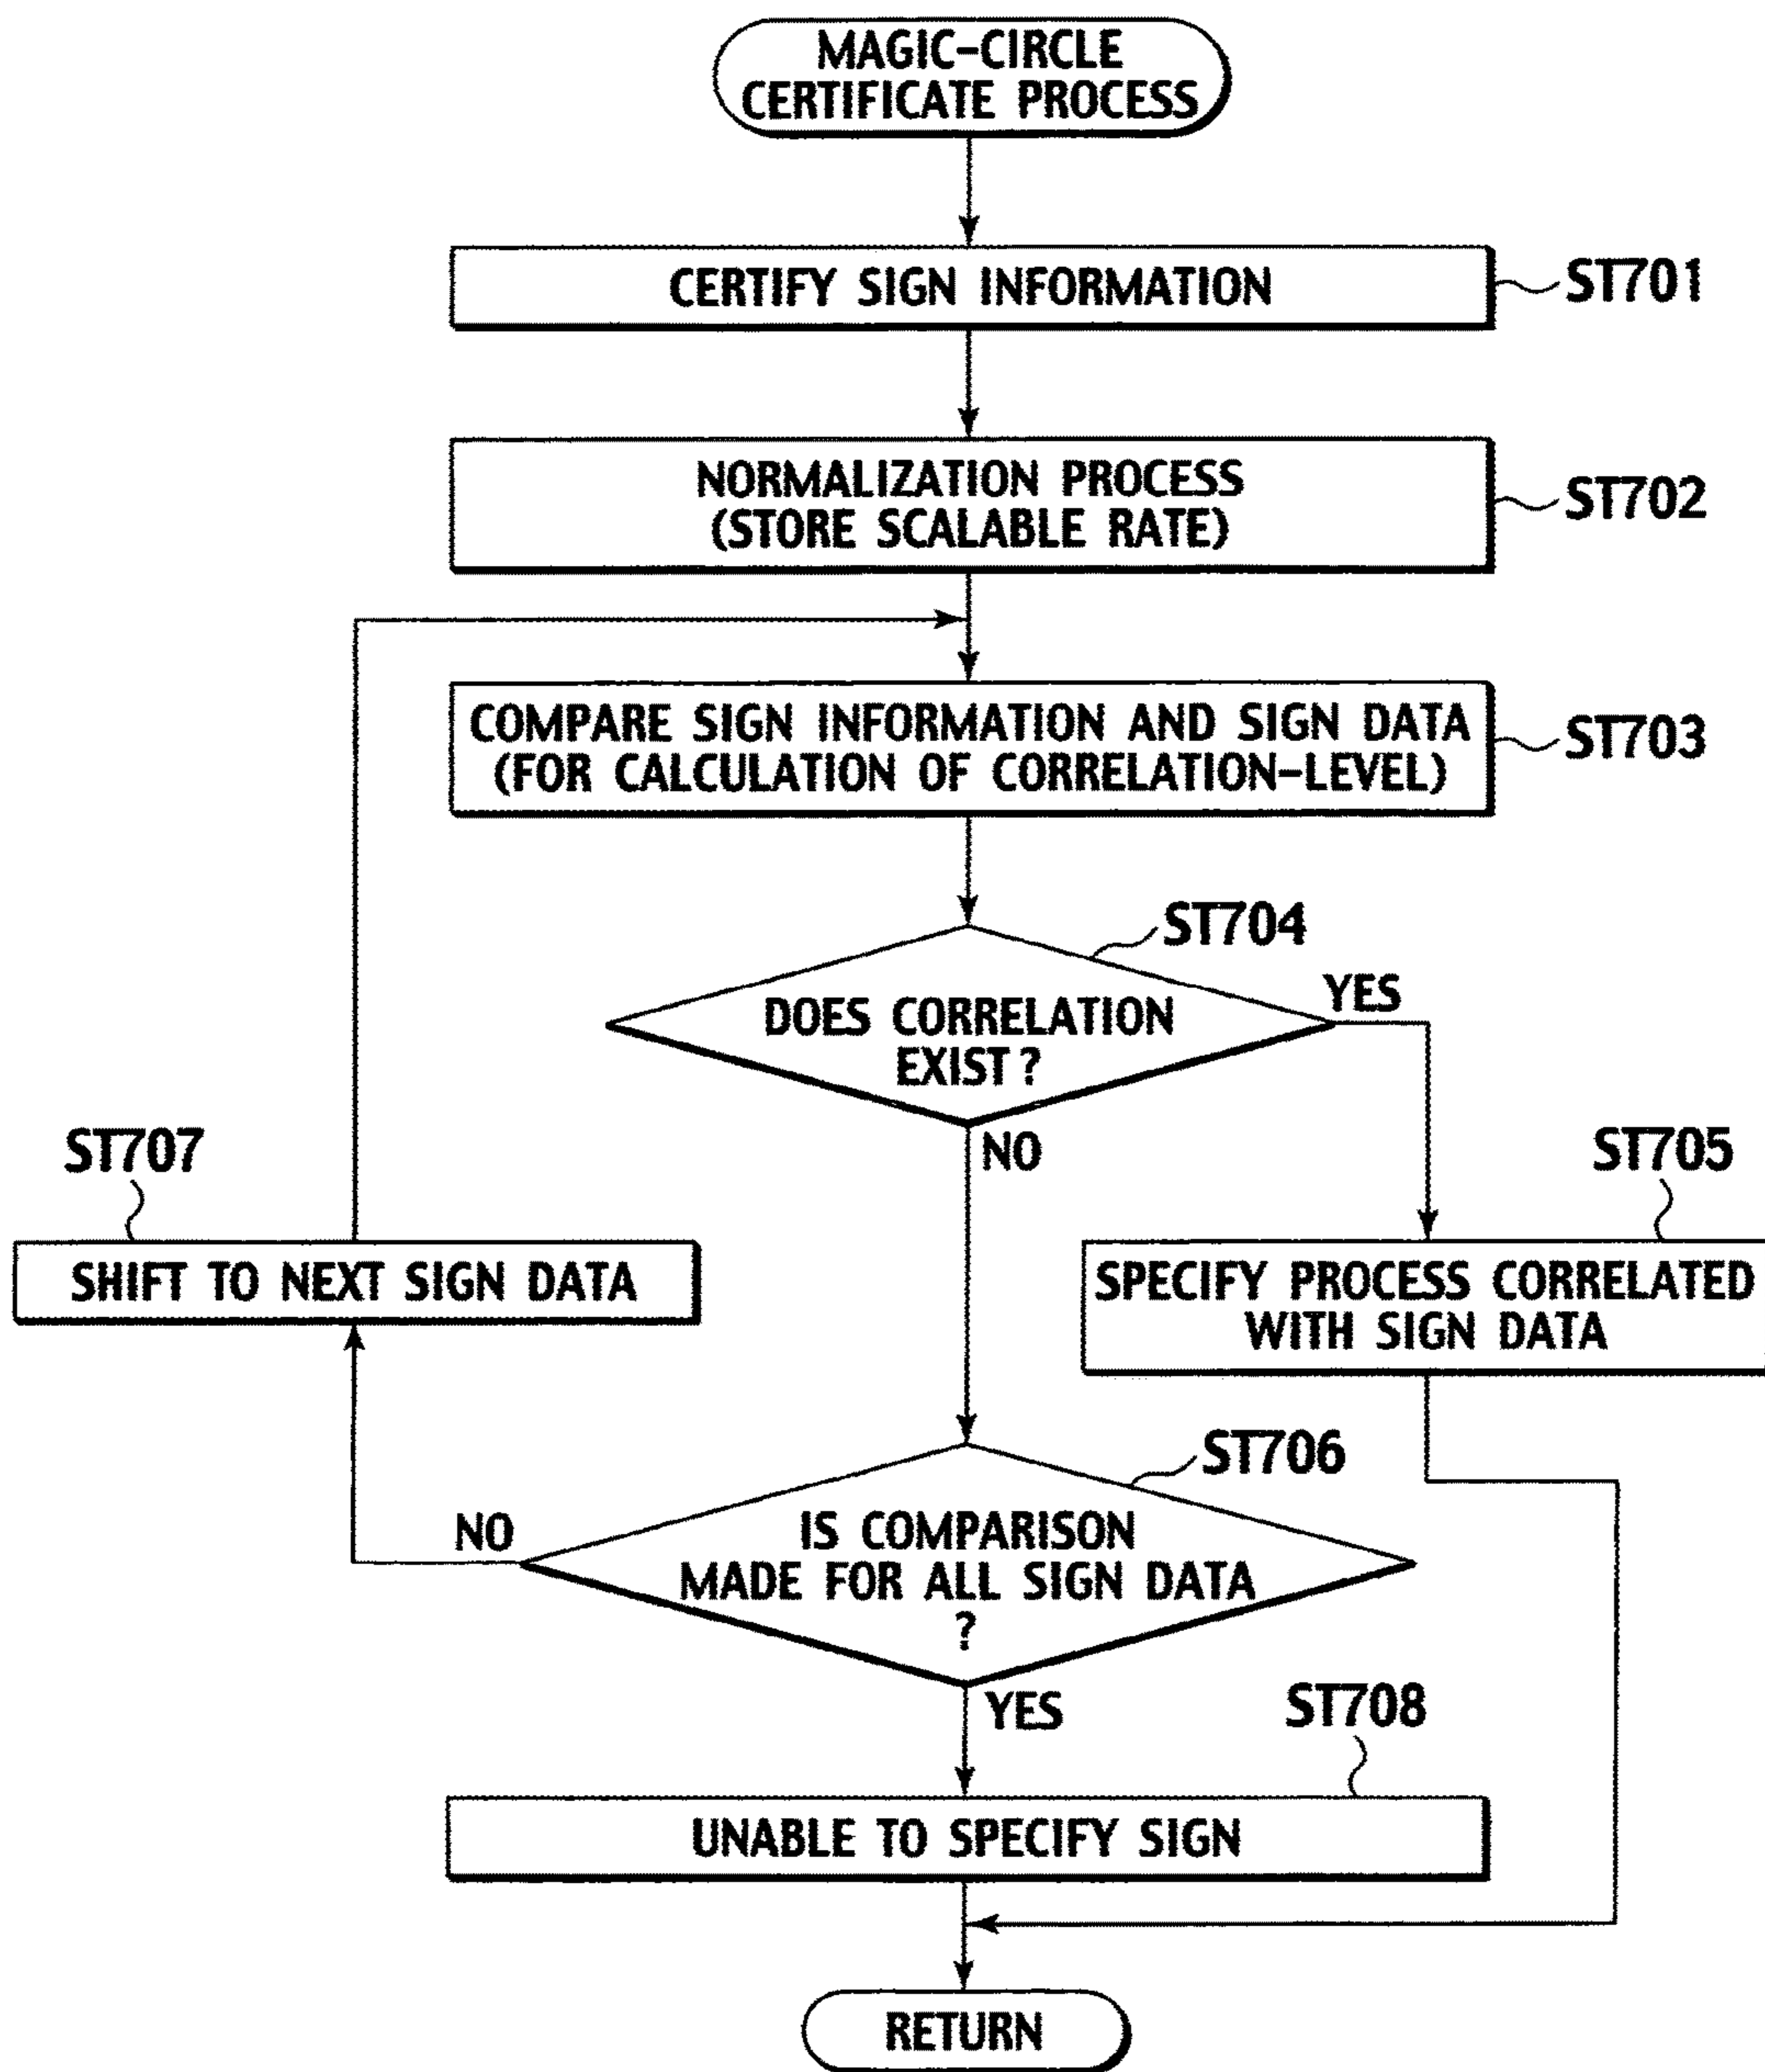 MAGIC-CIRCLE
CERTIFICATE PROCESS
CERTIFY SIGN INFORMATION
ST701
NORMALIZATION PROCESS
(STORE SCALABLE RATE)
ST702
COMPARE SIGN INFORMATION AND SIGN DATA
(FOR CALCULATION OF CORRELATION-LEVEL)
ST703
ST704
DOES CORRELATION
EXIST?
YES
NO
ST707
SHIFT TO NEXT SIGN DATA
ST705
SPECIFY PROCESS CORRELATED
WITH SIGN DATA
ST706
IS COMPARISON
MADE FOR ALL SIGN DATA
?
NO
YES
ST708
UNABLE TO SPECIFY SIGN
RETURN